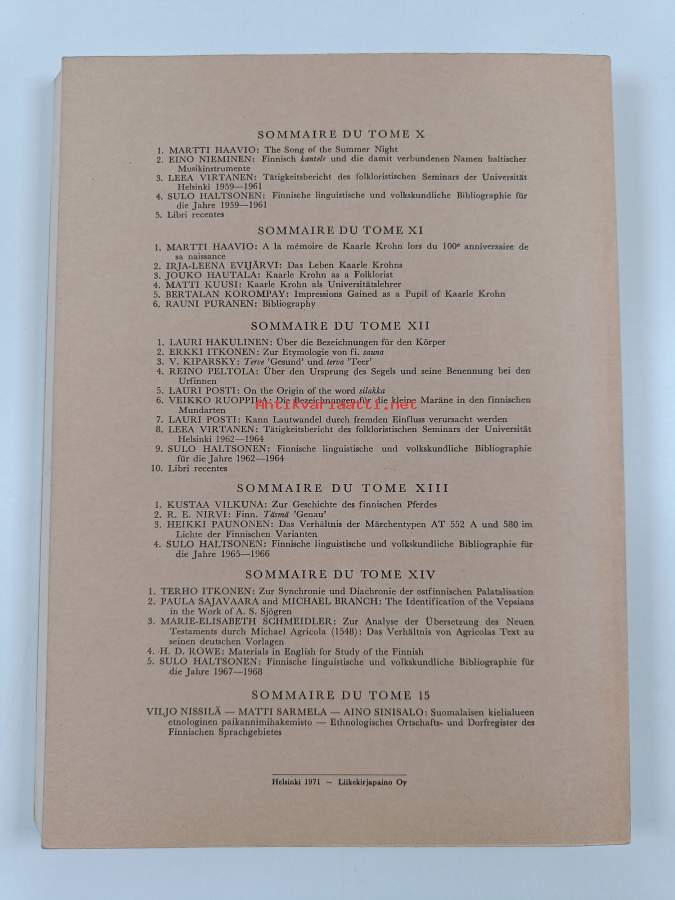 SOMMAIRE DU TOME X
1. MARTTI HAAVIO: The Song of the Summer Night
2. EINO NIEMINEN: Finnisch kantele und die damit verbundenen Namen baltischer
Musikinstrumente
3. LEEA VIRTANEN: Tätigkeitsbericht des folkloristischen Seminars der Universität
Helsinki 1959—1961
4. SULO HALTSONEN: Finnische linguistische und volkskundliche Bibliographie für
die Jahre 1959—1961
5. Libri recentes
SOMMAIRE DU TOME XI
1. MARTTI HAAVIO: A la mémoire de Kaarle Krohn lors du 100e anniversaire de
sa naissance
2. IRJA-LEENA EVIJÄRVI: Das Leben Kaarle Krohns
3. JOUKO HAUTALA: Kaarle Krohn as a Folklorist
4. MATTI KUUSI: Kaarle Krohn als Universitätslehrer
5. BERTALAN KOROMPAY: Impressions Gained as a Pupil of Kaarle Krohn
6. RAUNI PURANEN: Bibliography
SOMMAIRE DU TOME XII
1. LAURI HAKULINEN: Über die Bezeichnungen für den Körper
2. ERKKI ITKONEN: Zur Etymologie von fi. sauna
3. V. KIPARSKY: Terve 'Gesund' und terva 'Teer'
4. REINO PELTOLA: Über den Ursprung des Segels und seine Benennung bei den
Urfinnen
5. LAURI POSTI: On the Origin of the word silakka
6. VEIKKO RUOPPILA: Die Bezeichnungen für die kleine Maräne in den finnischen
Mundarten
Antikvariaatti.net
7. LAURI POSTI: Kann Lautwandel durch fremden Einfluss verursacht werden
8. LEEA VIRTANEN: Tätigkeitsbericht des folkloristischen Seminars der Universität
Helsinki 1962—1964
9. SULO HALTSONEN: Finnische linguistische und volkskundliche Bibliographie
für die Jahre 1962—1964
10. Libri recentes
SOMMAIRE DU TOME XIII
1. KUSTAA VILKUNA: Zur Geschichte des finnischen Pferdes
2. R. E. NIRVI: Finn. Täsmä 'Genau'
3. HEIKKI PAUNONEN: Das Verhältnis der Märchentypen AT 552 A und 580 im
Lichte der Finnischen Varianten
4. SULO HALTSONEN: Finnische linguistische und volkskundliche Bibliographie für
die Jahre 1965—1966
SOMMAIRE DU TOME XIV
1. TERHO ITKONEN: Zur Synchronie und Diachronie der ostfinnischen Palatalisation
2. PAULA SAJAVAARA and MICHAEL BRANCH: The Identification of the Vepsians
in the Work of A. S. Sjögren
3. MARIE-ELISABETH SCHMEIDLER: Zur Analyse der Übersetzung des Neuen
Testaments durch Michael Agricola (1548): Das Verhältnis von Agricolas Text zu
seinen deutschen Vorlagen
4. H. D. ROWE: Materials in English for Study of the Finnish
5. SULO HALTSONEN: Finnische linguistische und volkskundliche Bibliographie für
die Jahre 1967—1968
SOMMAIRE DU TOME 15
VILJO NISSILÄ — MATTI SARMELA — AINO SINISALO: Suomalaisen kielialueen
etnologinen paikannimihakemisto — Ethnologisches Ortschafts- und Dorfregister des
Finnischen Sprachgebietes
Helsinki 1971 — Liikekirjapaino Oy